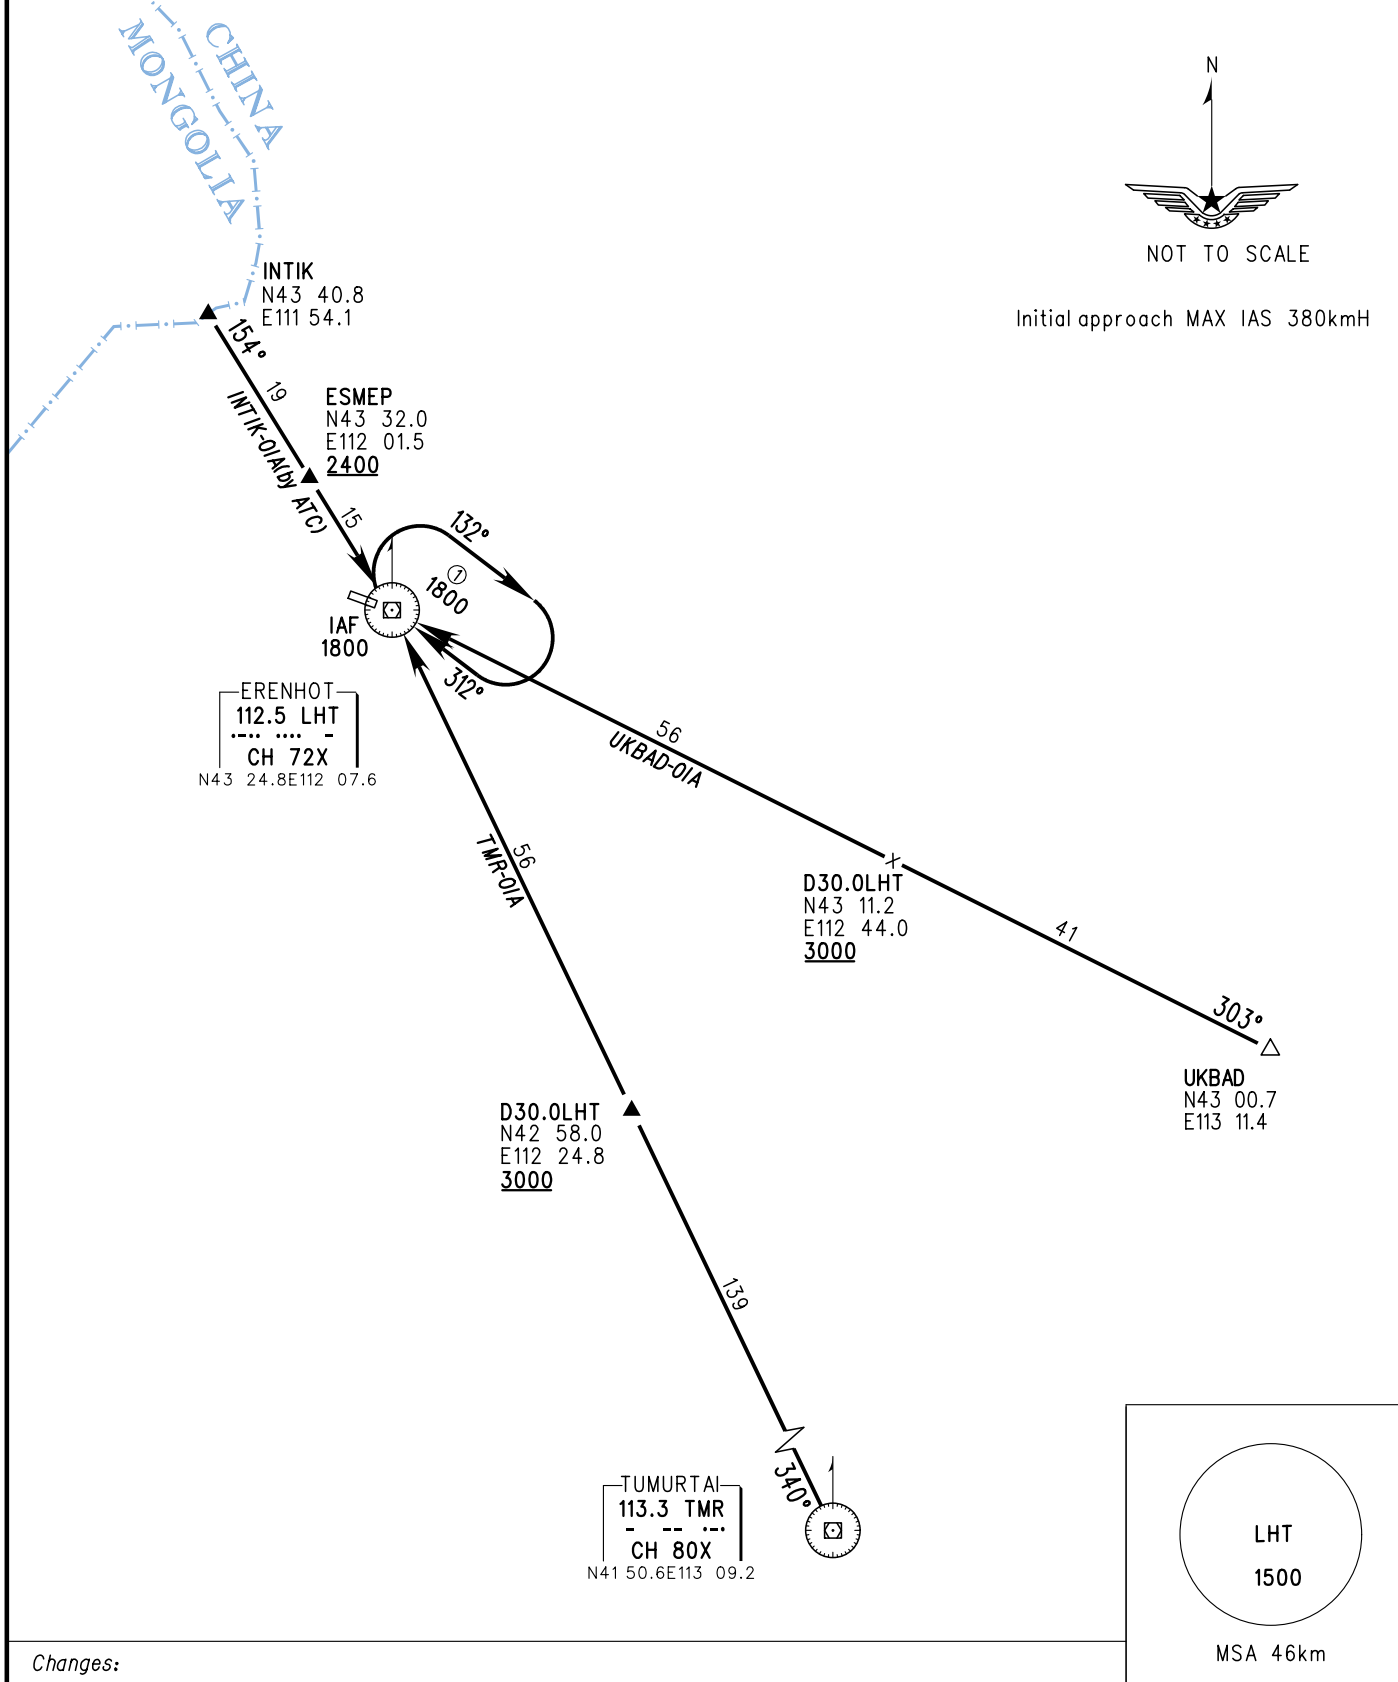 CHINA
MONGOLIA
N
NOT TO SCALE
Initial approach MAX IAS 380kmH
INTIK
N43 40.8
E111 54.1
154°
19
INTIK-01A(by ATC)
ESMEP
N43 32.0
E112 01.5
2400
15
132°
1
1800
312°
IAF
1800
ERENHOT
112.5 LHT
CH 72X
N43 24.8E112 07.6
56
UKBAD-01A
56
TMR-01A
D30.0LHT
N43 11.2
E112 44.0
3000
41
303°
UKBAD
N43 00.7
E113 11.4
D30.0LHT
N42 58.0
E112 24.8
3000
139
340°
TUMURTAI
113.3 TMR
CH 80X
N41 50.6E113 09.2
LHT
1500
MSA 46km
Changes: